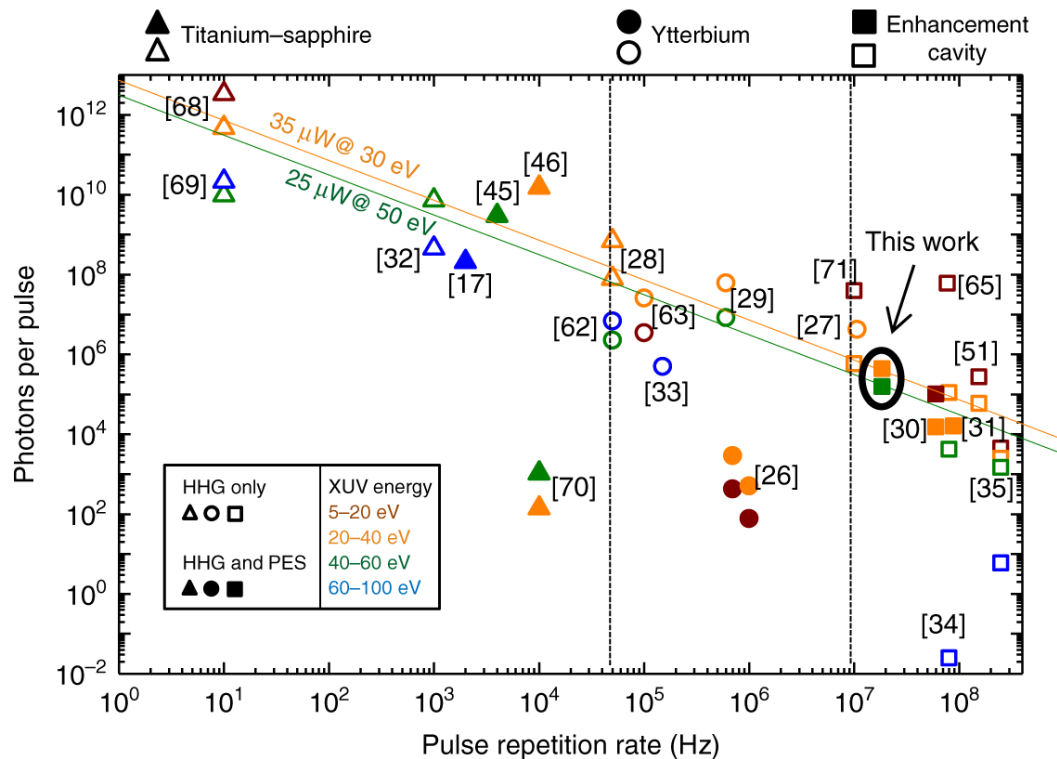 Titanium–sapphire
Ytterbium
Enhancement
cavity
Photons per pulse
10¹²
10¹⁰
10⁸
10⁶
10⁴
10²
10⁰
10⁻²
[68]
[69]
35 µW@ 30 eV
25 µW@ 50 eV
[45]
[46]
[32]
[17]
[28]
[62]
[63]
[33]
[29]
[71]
This work
[65]
[27]
[51]
[30]
[31]
[35]
[70]
[26]
[34]
HHG only
HHG and PES
XUV energy
5–20 eV
20–40 eV
40–60 eV
60–100 eV
10⁰
10¹
10²
10³
10⁴
10⁵
10⁶
10⁷
10⁸
Pulse repetition rate (Hz)